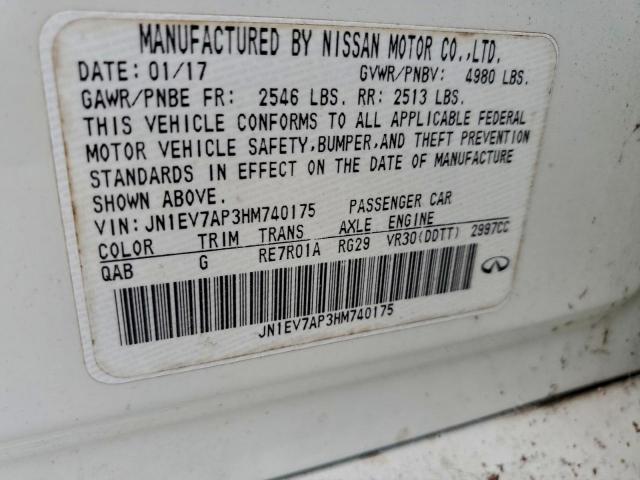 MANUFACTURED BY NISSAN MOTOR CO.,LTD.
DATE: 01/17 GVWR/PNBV: 4980 LBS.
GAWR/PNBE FR: 2546 LBS. RR: 2513 LBS.
THIS VEHICLE CONFORMS TO ALL APPLICABLE FEDERAL
MOTOR VEHICLE SAFETY,BUMPER,AND THEFT PREVENTION
STANDARDS IN EFFECT ON THE DATE OF MANUFACTURE
SHOWN ABOVE.
VIN: JN1EV7AP3HM740175 PASSENGER CAR
COLOR TRIM TRANS AXLE ENGINE
QAB G RE7R01A RG29 VR30(DDTT) 2997CC
JN1EV7AP3HM740175